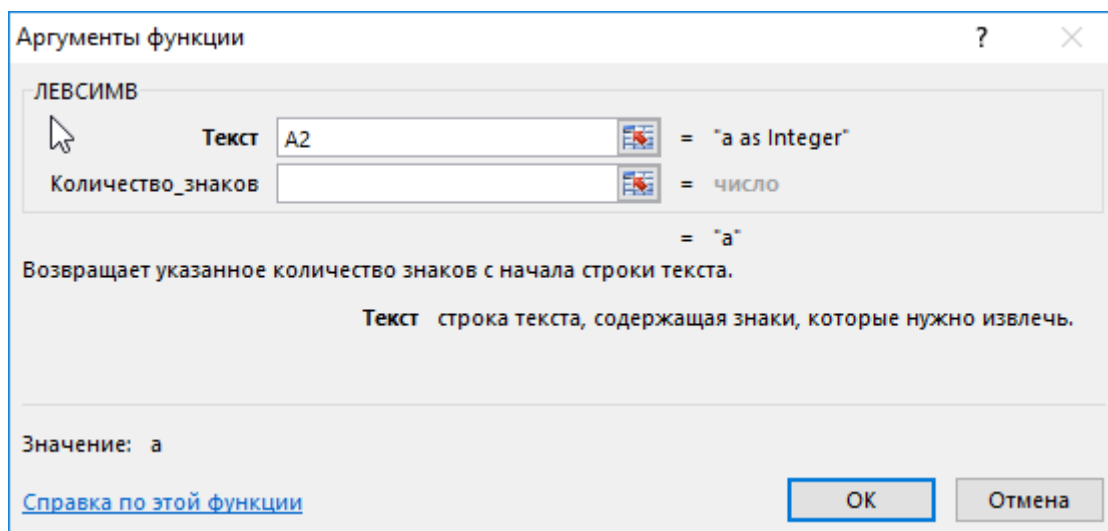 Аргументы функции ? ×
ЛЕВСИМВ
Текст A2 = "a as Integer"
Количество_знаков = число
= "a"
Возвращает указанное количество знаков с начала строки текста.
Текст строка текста, содержащая знаки, которые нужно извлечь.
Значение: a
Справка по этой функции ОК Отмена